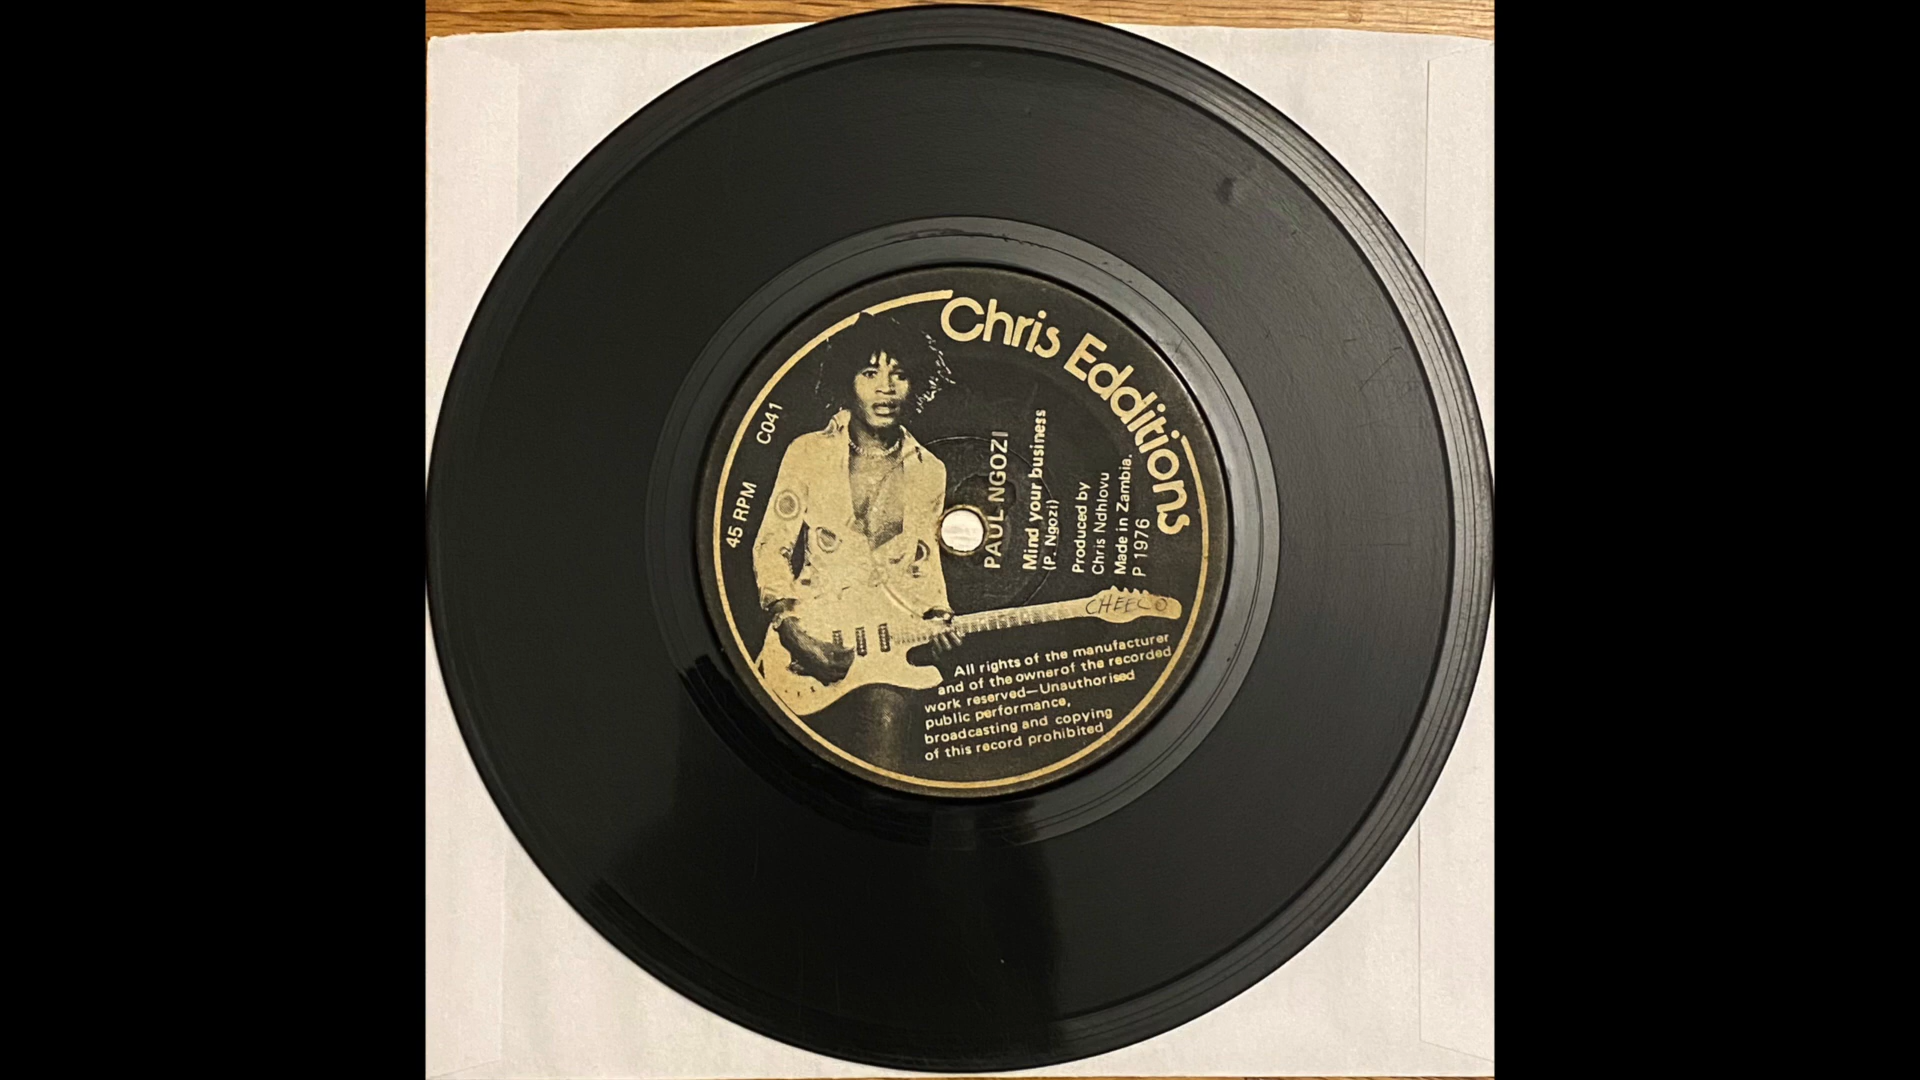 Chris Edditions
45 RPM C041
PAUL NGOZI
Mind your business
(P. Ngozi)
Produced by
Chris Ndhlovu
Made in Zambia.
P 1976
CHEELO
All rights of the manufacturer
and of the ownerof the recorded
work reserved—Unauthorised
public performance,
broadcasting and copying
of this record prohibited